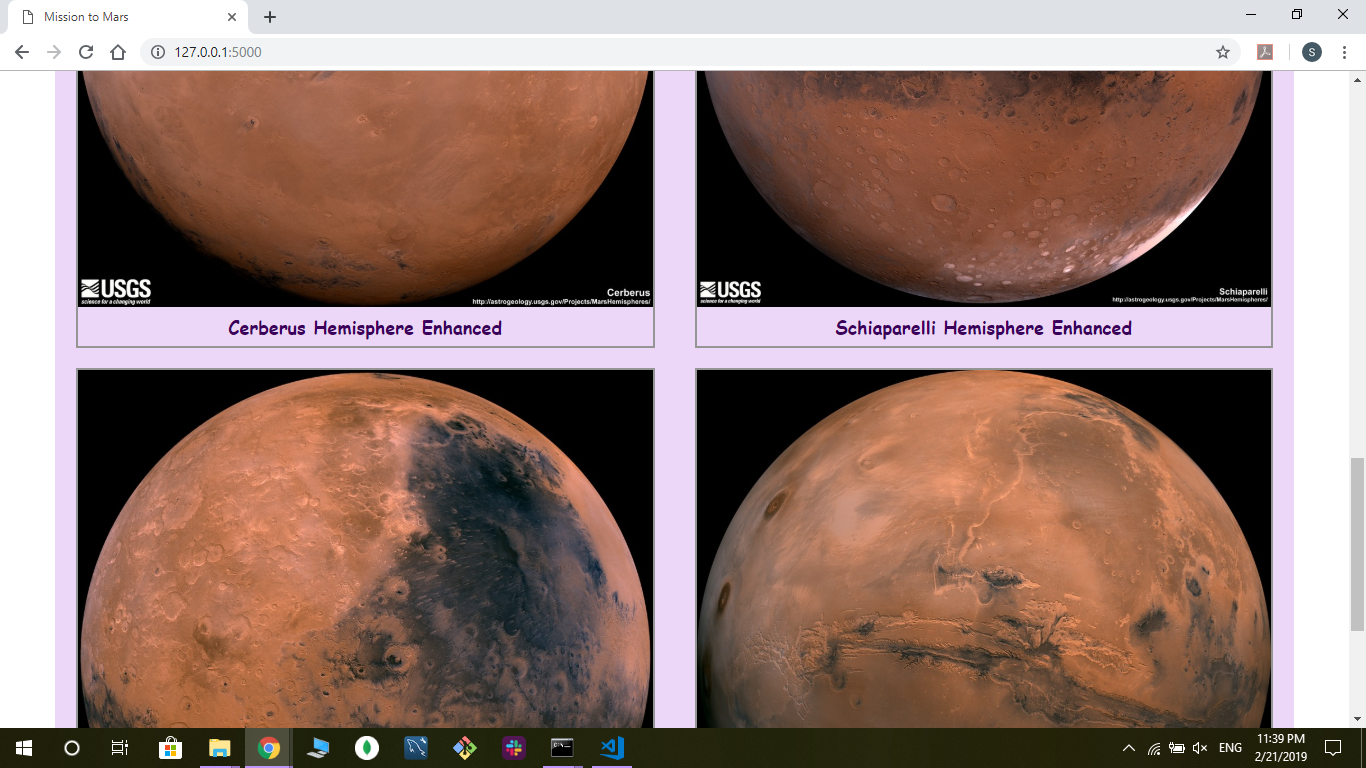 Mission to Mars
127.0.0.1:5000
S
USGS
science for a changing world
Cerberus
http://astrogeology.usgs.gov/Projects/MarsHemispheres/
USGS
science for a changing world
Schiaparelli
http://astrogeology.usgs.gov/Projects/MarsHemispheres/
Cerberus Hemisphere Enhanced
Schiaparelli Hemisphere Enhanced
ENG
11:39 PM
2/21/2019